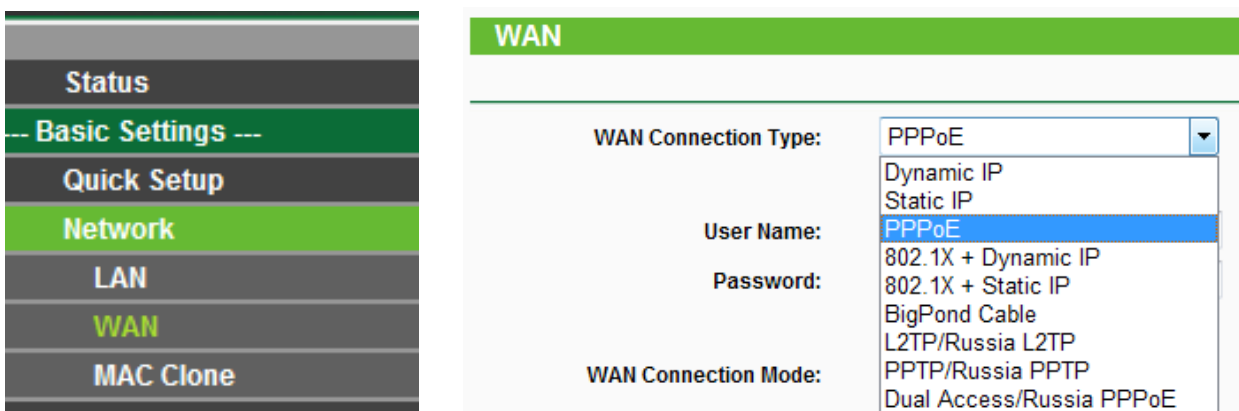 Status
--- Basic Settings ---
Quick Setup
Network
LAN
WAN
MAC Clone
WAN
WAN Connection Type:
PPPoE
Dynamic IP
Static IP
User Name:
PPPoE
802.1X + Dynamic IP
Password:
802.1X + Static IP
BigPond Cable
L2TP/Russia L2TP
WAN Connection Mode:
PPTP/Russia PPTP
Dual Access/Russia PPPoE